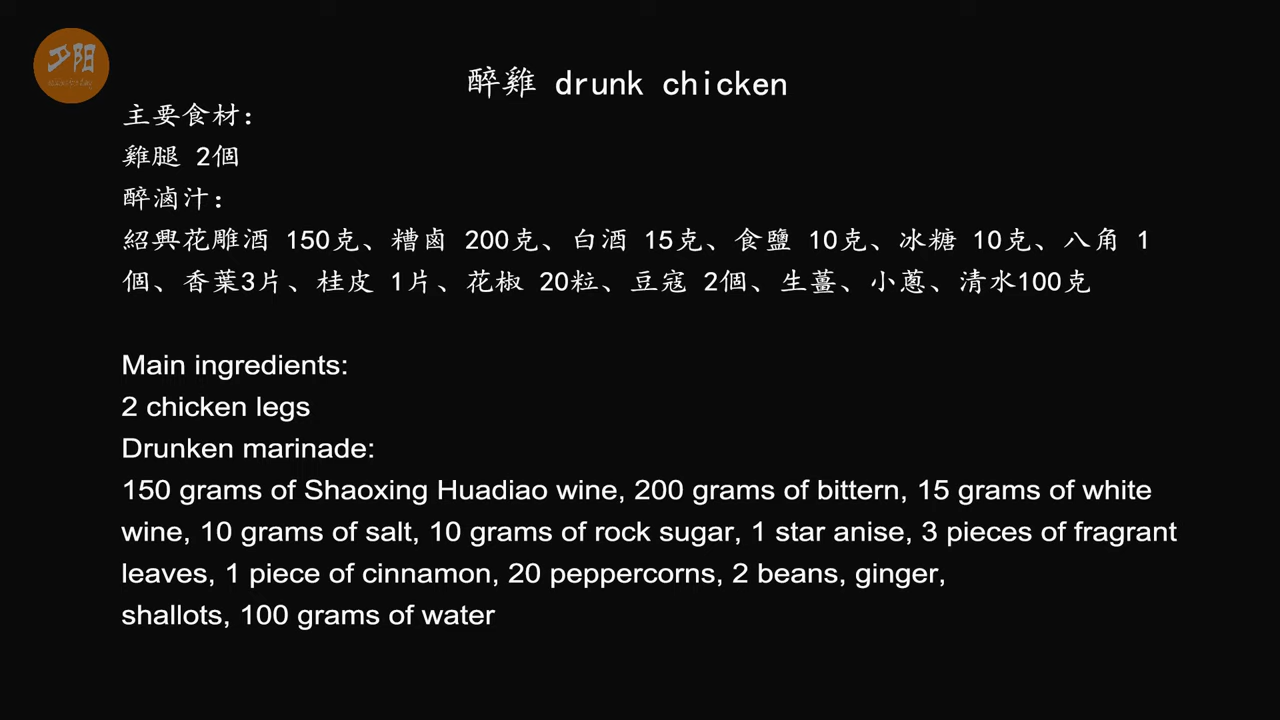 夕阳
醉雞 drunk chicken
主要食材:
雞腿 2個
醉滷汁:
紹興花雕酒 150克、糟鹵 200克、白酒 15克、食鹽 10克、冰糖 10克、八角 1
個、香葉3片、桂皮 1片、花椒 20粒、豆寇 2個、生薑、小蔥、清水100克
Main ingredients:
2 chicken legs
Drunken marinade:
150 grams of Shaoxing Huadiao wine, 200 grams of bittern, 15 grams of white
wine, 10 grams of salt, 10 grams of rock sugar, 1 star anise, 3 pieces of fragrant
leaves, 1 piece of cinnamon, 20 peppercorns, 2 beans, ginger,
shallots, 100 grams of water